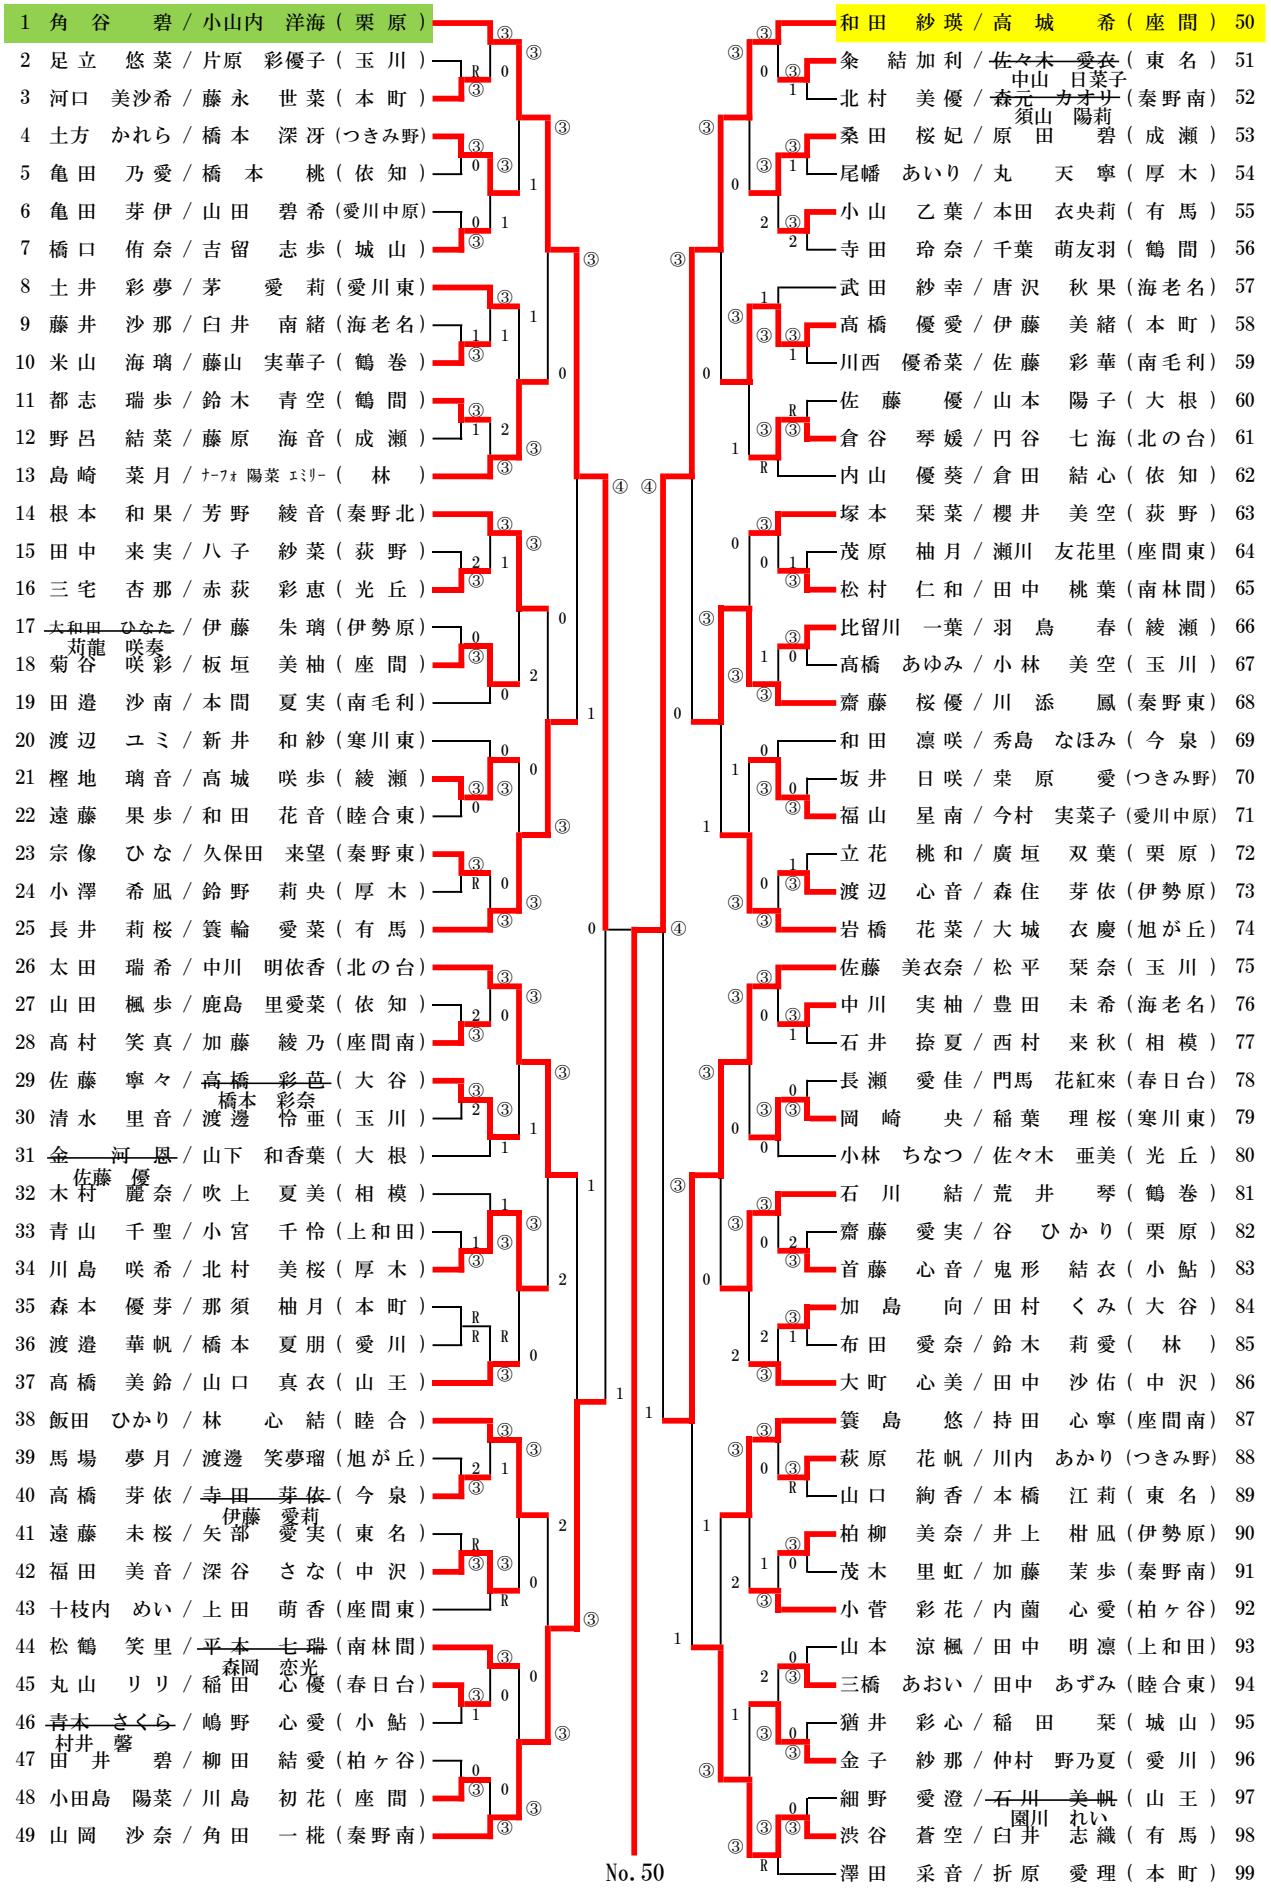 1 角谷 碧 / 小山内 洋海 (栗原)
2 足立 悠菜 / 片原 彩優子 (玉川)
3 河口 美沙希 / 藤永 世菜 (本町)
4 土方 かれら / 橋本 深冴 (つきみ野)
5 亀田 乃愛 / 橋本 桃 (依知)
6 亀田 芽伊 / 山田 碧希 (愛川中原)
7 橋口 侑奈 / 吉留 志歩 (城山)
8 土井 彩夢 / 茅 愛莉 (愛川東)
9 藤井 沙那 / 臼井 南緒 (海老名)
10 米山 海璃 / 藤山 実華子 (鶴巻)
11 都志 瑞歩 / 鈴木 青空 (鶴間)
12 野呂 結菜 / 藤原 海音 (成瀬)
13 島崎 菜月 / ナーフォ 陽菜 エミリー (林)
14 根本 和果 / 芳野 綾音 (秦野北)
15 田中 来実 / 八子 紗菜 (荻野)
16 三宅 杏那 / 赤荻 彩恵 (光丘)
17 大和田 ひなた / 伊藤 朱璃 (伊勢原)
苅龍 咲奏
18 菊谷 咲彩 / 板垣 美柚 (座間)
19 田邉 沙南 / 本間 夏実 (南毛利)
20 渡辺 ユミ / 新井 和紗 (寒川東)
21 樫地 璃音 / 高城 咲歩 (綾瀬)
22 遠藤 果歩 / 和田 花音 (睦合東)
23 宗像 ひな / 久保田 来望 (秦野東)
24 小澤 希凪 / 鈴野 莉央 (厚木)
25 長井 莉桜 / 簑輪 愛菜 (有馬)
26 太田 瑞希 / 中川 明依香 (北の台)
27 山田 楓歩 / 鹿島 里愛菜 (依知)
28 高村 笑真 / 加藤 綾乃 (座間南)
29 佐藤 寧々 / 高橋 彩芭 (大谷)
橋本 彩奈
30 清水 里音 / 渡邊 怜亜 (玉川)
31 金 河恩 / 山下 和香葉 (大根)
佐藤 優
32 木村 麗奈 / 吹上 夏美 (相模)
33 青山 千聖 / 小宮 千怜 (上和田)
34 川島 咲希 / 北村 美桜 (厚木)
35 森本 優芽 / 那須 柚月 (本町)
36 渡邉 華帆 / 橋本 夏朋 (愛川)
37 髙橋 美鈴 / 山口 真衣 (山王)
38 飯田 ひかり / 林 心結 (睦合)
39 馬場 夢月 / 渡邊 笑夢瑠 (旭が丘)
40 高橋 芽依 / 寺田 芽依 (今泉)
伊藤 愛莉
41 遠藤 未桜 / 矢部 愛実 (東名)
42 福田 美音 / 深谷 さな (中沢)
43 十枝内 めい / 上田 萌香 (座間東)
44 松鶴 笑里 / 平本 七瑞 (南林間)
森岡 恋光
45 丸山 リリ / 稲田 心優 (春日台)
46 青木 さくら / 嶋野 心愛 (小鮎)
村井 馨
47 田井 碧 / 柳田 結愛 (柏ヶ谷)
48 小田島 陽菜 / 川島 初花 (座間)
49 山岡 沙奈 / 角田 一椛 (秦野南)
和田 紗瑛 / 高城 希 (座間) 50
粂 結加利 / 佐々木 愛衣 (東名) 51
中山 日菜子
北村 美優 / 森元 カオリ (秦野南) 52
須山 陽莉
桑田 桜妃 / 原田 碧 (成瀬) 53
尾幡 あいり / 丸 天寧 (厚木) 54
小山 乙葉 / 本田 衣央莉 (有馬) 55
寺田 玲奈 / 千葉 萌友羽 (鶴間) 56
武田 紗幸 / 唐沢 秋果 (海老名) 57
髙橋 優愛 / 伊藤 美緒 (本町) 58
川西 優希菜 / 佐藤 彩華 (南毛利) 59
佐藤 優 / 山本 陽子 (大根) 60
倉谷 琴媛 / 円谷 七海 (北の台) 61
内山 優葵 / 倉田 結心 (依知) 62
塚本 栞菜 / 櫻井 美空 (荻野) 63
茂原 柚月 / 瀬川 友花里 (座間東) 64
松村 仁和 / 田中 桃葉 (南林間) 65
比留川 一葉 / 羽鳥 春 (綾瀬) 66
髙橋 あゆみ / 小林 美空 (玉川) 67
齋藤 桜優 / 川添 鳳 (秦野東) 68
和田 凛咲 / 秀島 なほみ (今泉) 69
坂井 日咲 / 栗原 愛 (つきみ野) 70
福山 星南 / 今村 実菜子 (愛川中原) 71
立花 桃和 / 廣垣 双葉 (栗原) 72
渡辺 心音 / 森住 芽依 (伊勢原) 73
岩橋 花菜 / 大城 衣慶 (旭が丘) 74
佐藤 美衣奈 / 松平 栞奈 (玉川) 75
中川 実柚 / 豊田 未希 (海老名) 76
石井 捺夏 / 西村 来秋 (相模) 77
長瀬 愛佳 / 門馬 花紅來 (春日台) 78
岡崎 央 / 稲葉 理桜 (寒川東) 79
小林 ちなつ / 佐々木 亜美 (光丘) 80
石川 結 / 荒井 琴 (鶴巻) 81
齋藤 愛実 / 谷 ひかり (栗原) 82
首藤 心音 / 鬼形 結衣 (小鮎) 83
加島 向 / 田村 くみ (大谷) 84
布田 愛奈 / 鈴木 莉愛 (林) 85
大町 心美 / 田中 沙佑 (中沢) 86
簑島 悠 / 持田 心寧 (座間南) 87
萩原 花帆 / 川内 あかり (つきみ野) 88
山口 絢香 / 本橋 江莉 (東名) 89
柏柳 美奈 / 井上 柑凪 (伊勢原) 90
茂木 里虹 / 加藤 茉歩 (秦野南) 91
小菅 彩花 / 内薗 心愛 (柏ヶ谷) 92
山本 涼楓 / 田中 明凛 (上和田) 93
三橋 あおい / 田中 あずみ (睦合東) 94
猶井 彩心 / 稲田 栞 (城山) 95
金子 紗那 / 仲村 野乃夏 (愛川) 96
細野 愛澄 / 石川 美帆 (山王) 97
園川 れい
渋谷 蒼空 / 臼井 志織 (有馬) 98
澤田 采音 / 折原 愛理 (本町) 99
No.50